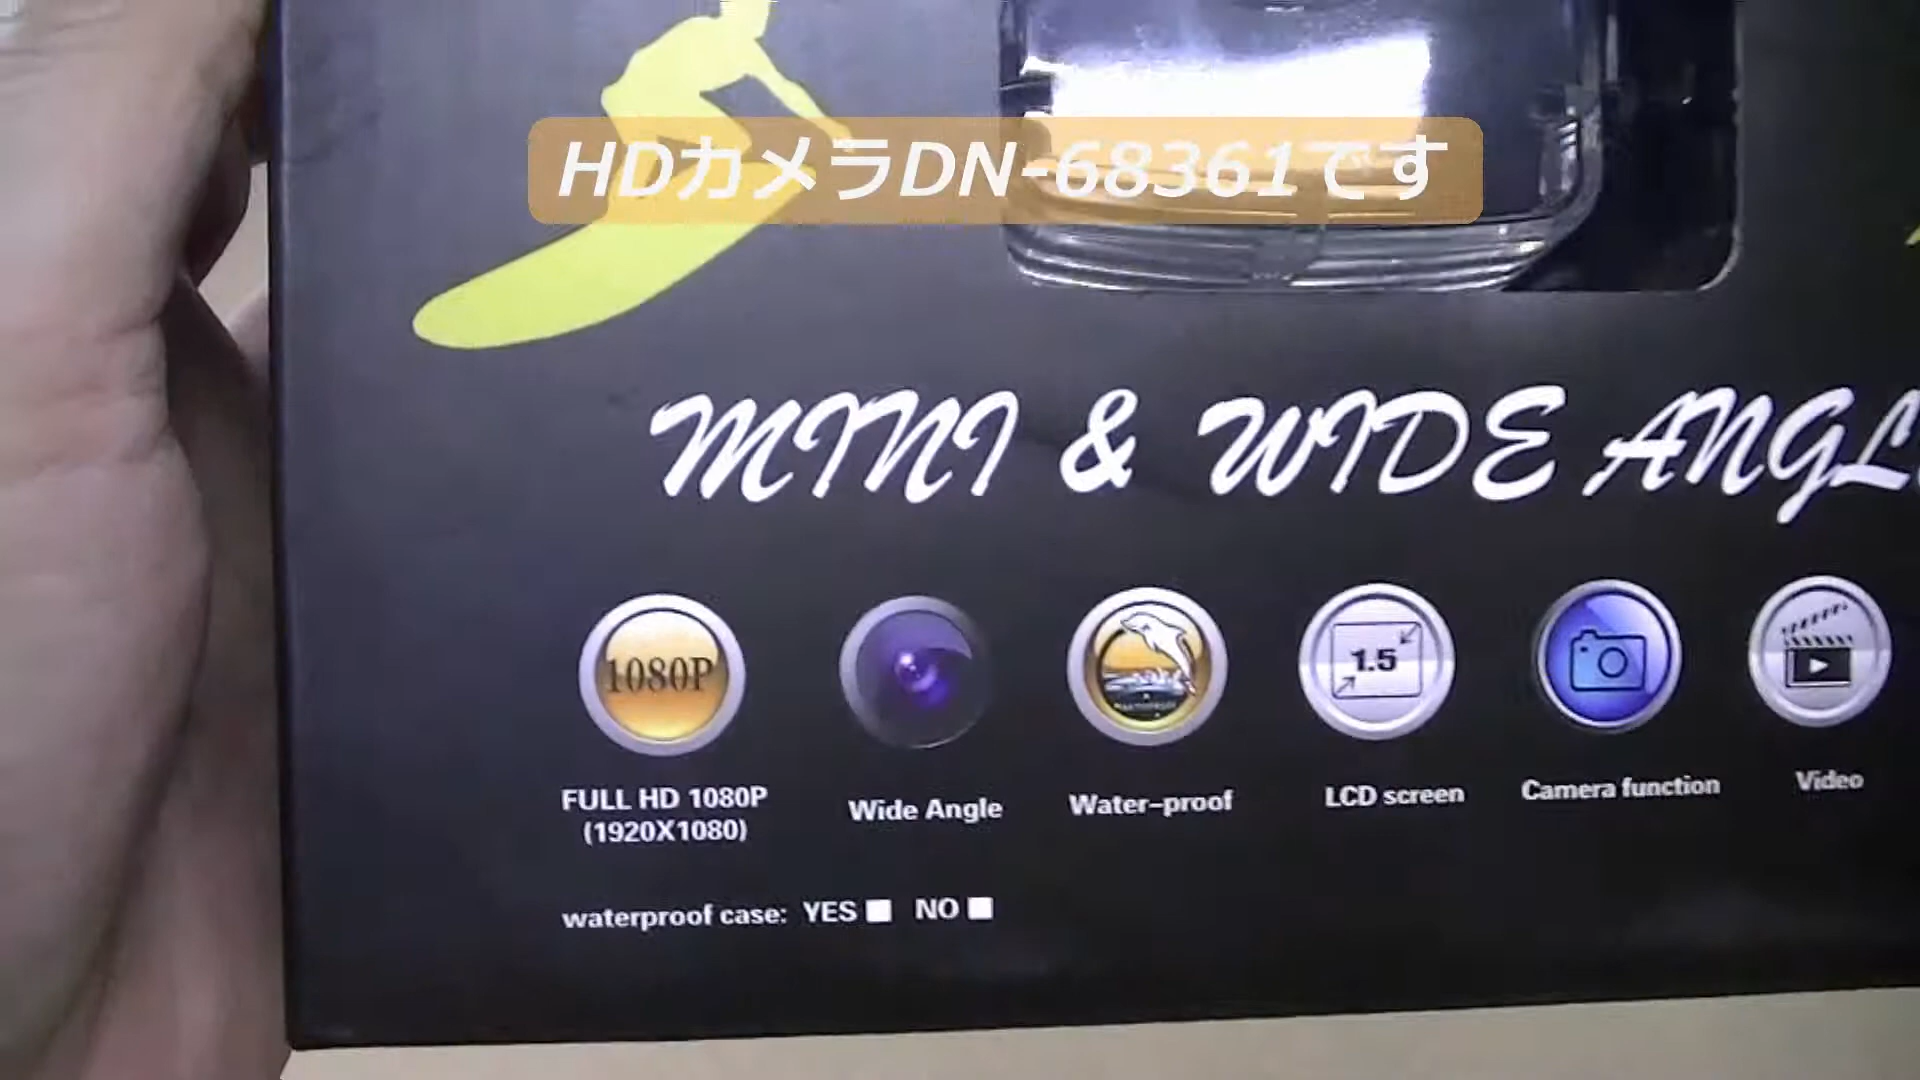 HDカメラDN-68361です
MINI & WIDE ANGL
1080P
1.5
FULL HD 1080P
(1920X1080)
Wide Angle
Water-proof
LCD screen
Camera function
Video
waterproof case: YES NO